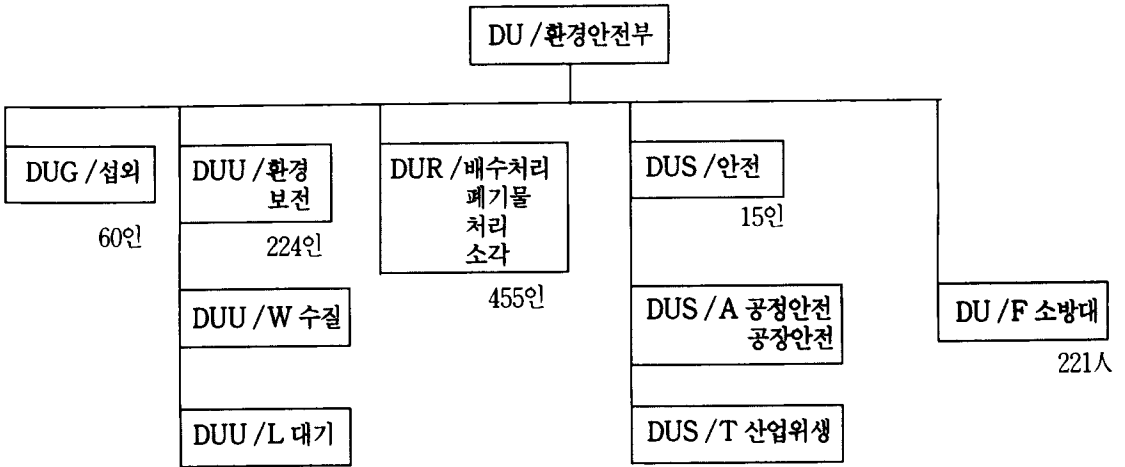 DU /환경안전부
DUG /섭외
60인
DUU /환경
보전
224인
DUU /W 수질
DUU /L 대기
DUR /배수처리
폐기물
처리
소각
455인
DUS /안전
15인
DUS /A 공정안전
공장안전
DUS /T 산업위생
DU /F 소방대
221人